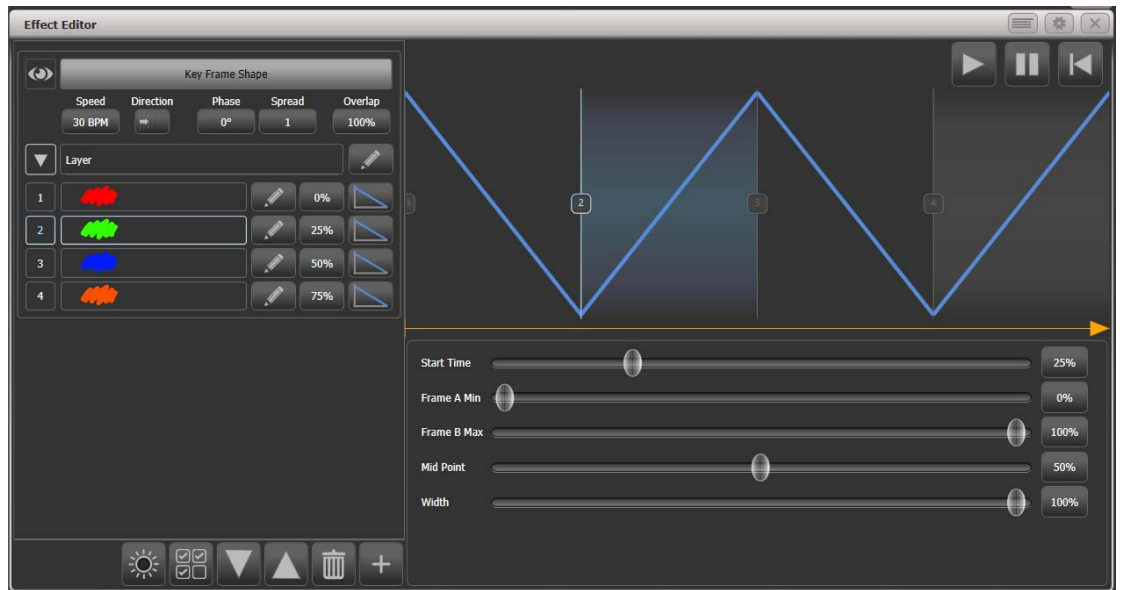 Effect Editor
Key Frame Shape
Speed Direction Phase Spread Overlap
30 BPM 0° 1 100%
Layer
1 0%
2 25%
3 50%
4 75%
1 2 3 4
Start Time 25%
Frame A Min 0%
Frame B Max 100%
Mid Point 50%
Width 100%